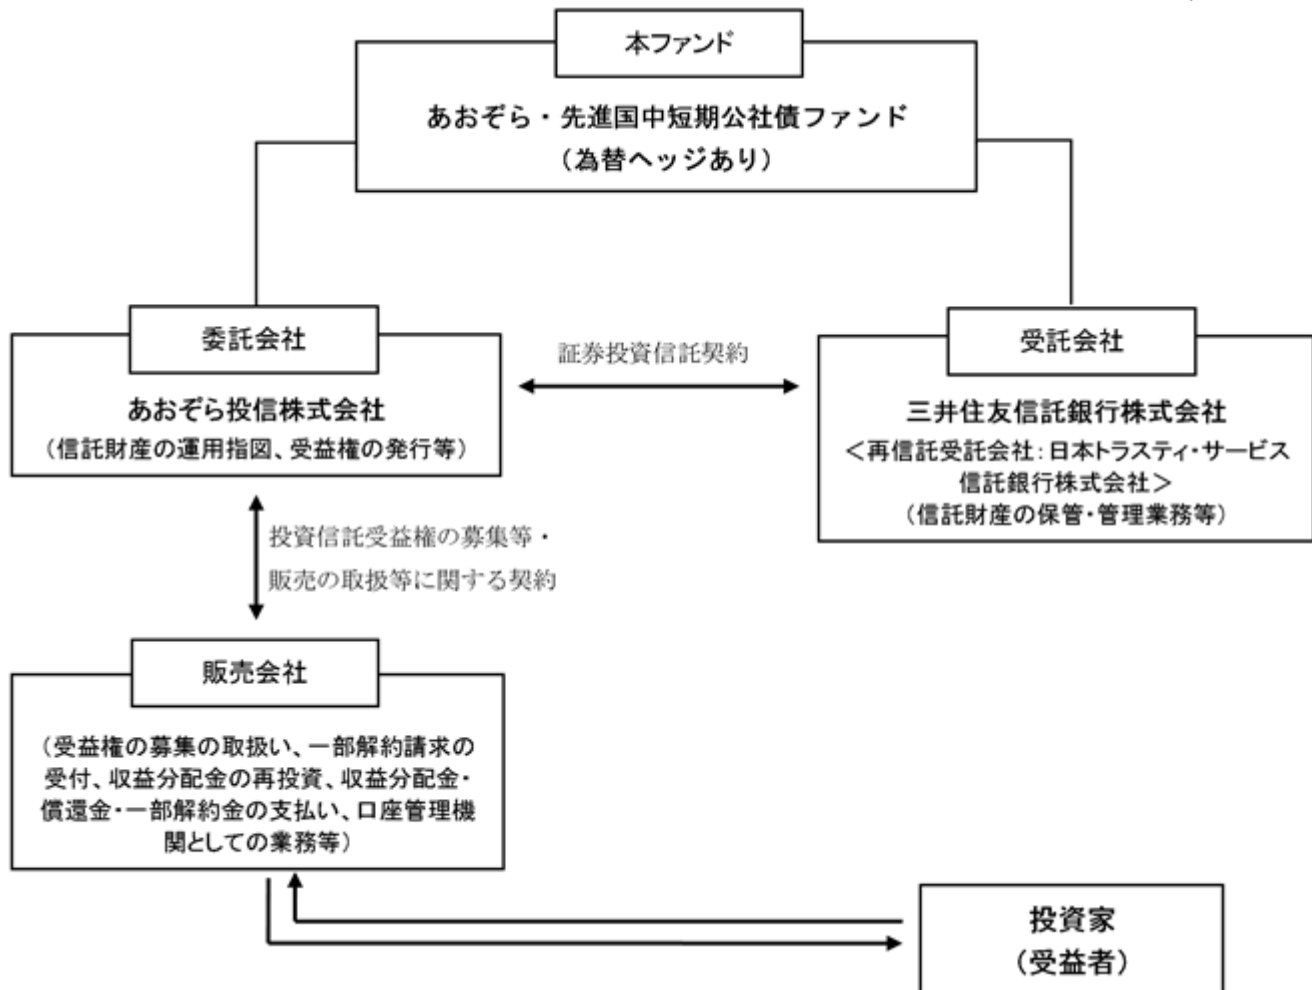 本ファンド
あおぞら・先進国中短期公社債ファンド
（為替ヘッジあり）
委託会社
あおぞら投信株式会社
（信託財産の運用指図、受益権の発行等）
証券投資信託契約
受託会社
三井住友信託銀行株式会社
＜再信託受託会社：日本トラスティ・サービス
信託銀行株式会社＞
（信託財産の保管・管理業務等）
投資信託受益権の募集等・
販売の取扱等に関する契約
販売会社
（受益権の募集の取扱い、一部解約請求の
受付、収益分配金の再投資、収益分配金・
償還金・一部解約金の支払い、口座管理機
関としての業務等）
投資家
（受益者）